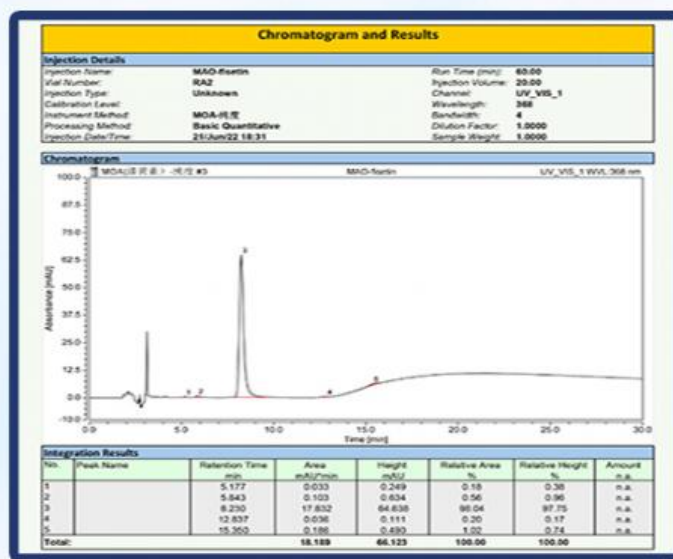 Chromatogram and Results
Injection Details
Injection Name: MAO-fisetin Run Time (min): 60.00
Vial Number: RA2 Injection Volume: 20.00
Injection Type: Unknown Channel: UV_VIS_1
Calibration Level: Wavelength: 368
Instrument Method: MOA-纯度 Bandwidth: 4
Processing Method: Basic Quantitative Dilution Factor: 1.0000
Injection Date/Time: 21/Jun/22 18:31 Sample Weight: 1.0000
Chromatogram
-纯度 #3 MAO-fisetin UV_VIS_1 WVL:368 nm
100.0
87.5
75.0
62.5
50.0
37.5
25.0
12.5
0.0
-10.0
Absorbance [mAU]
1 2 3 4 5
0.0 5.0 10.0 15.0 20.0 25.0 30.0
Time [min]
Integration Results
No. Peak Name Retention Time Area Height Relative Area Relative Height Amount
min mAU*min mAU % % n.a.
1 5.177 0.033 0.249 0.18 0.38 n.a.
2 5.843 0.103 0.634 0.56 0.96 n.a.
3 8.230 17.832 64.638 98.04 97.75 n.a.
4 12.837 0.036 0.111 0.20 0.17 n.a.
5 15.350 0.186 0.490 1.02 0.74 n.a.
Total: 18.189 66.123 100.00 100.00